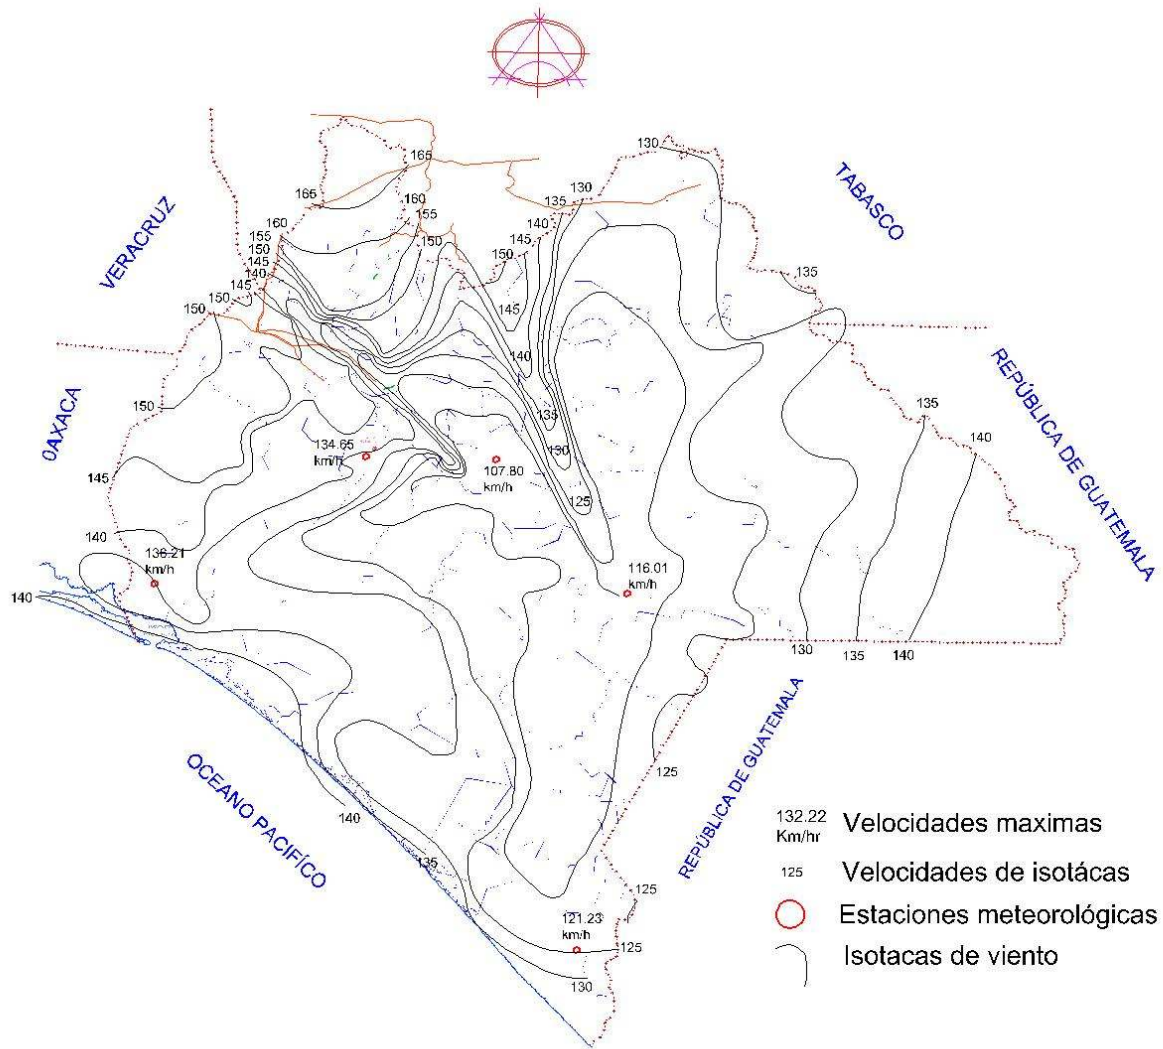 130
165
TABASCO
165
130
135
160
VERACRUZ
160
155
140
155
150
145
150
150
145
135
140
145
150
150
145
REPÚBLICA DE GUATEMALA
140
150
135
135
OAXACA
134.65
km/h
130
140
107.80
km/h
145
125
140
136.21
km/h
116.01
km/h
140
130
135
140
REPÚBLICA DE GUATEMALA
OCEANO PACIFÍCO
125
140
135
125
121.23
km/h
125
130
132.22
Km/hr
Velocidades maximas
125
Velocidades de isotácas
Estaciones meteorológicas
Isotacas de viento